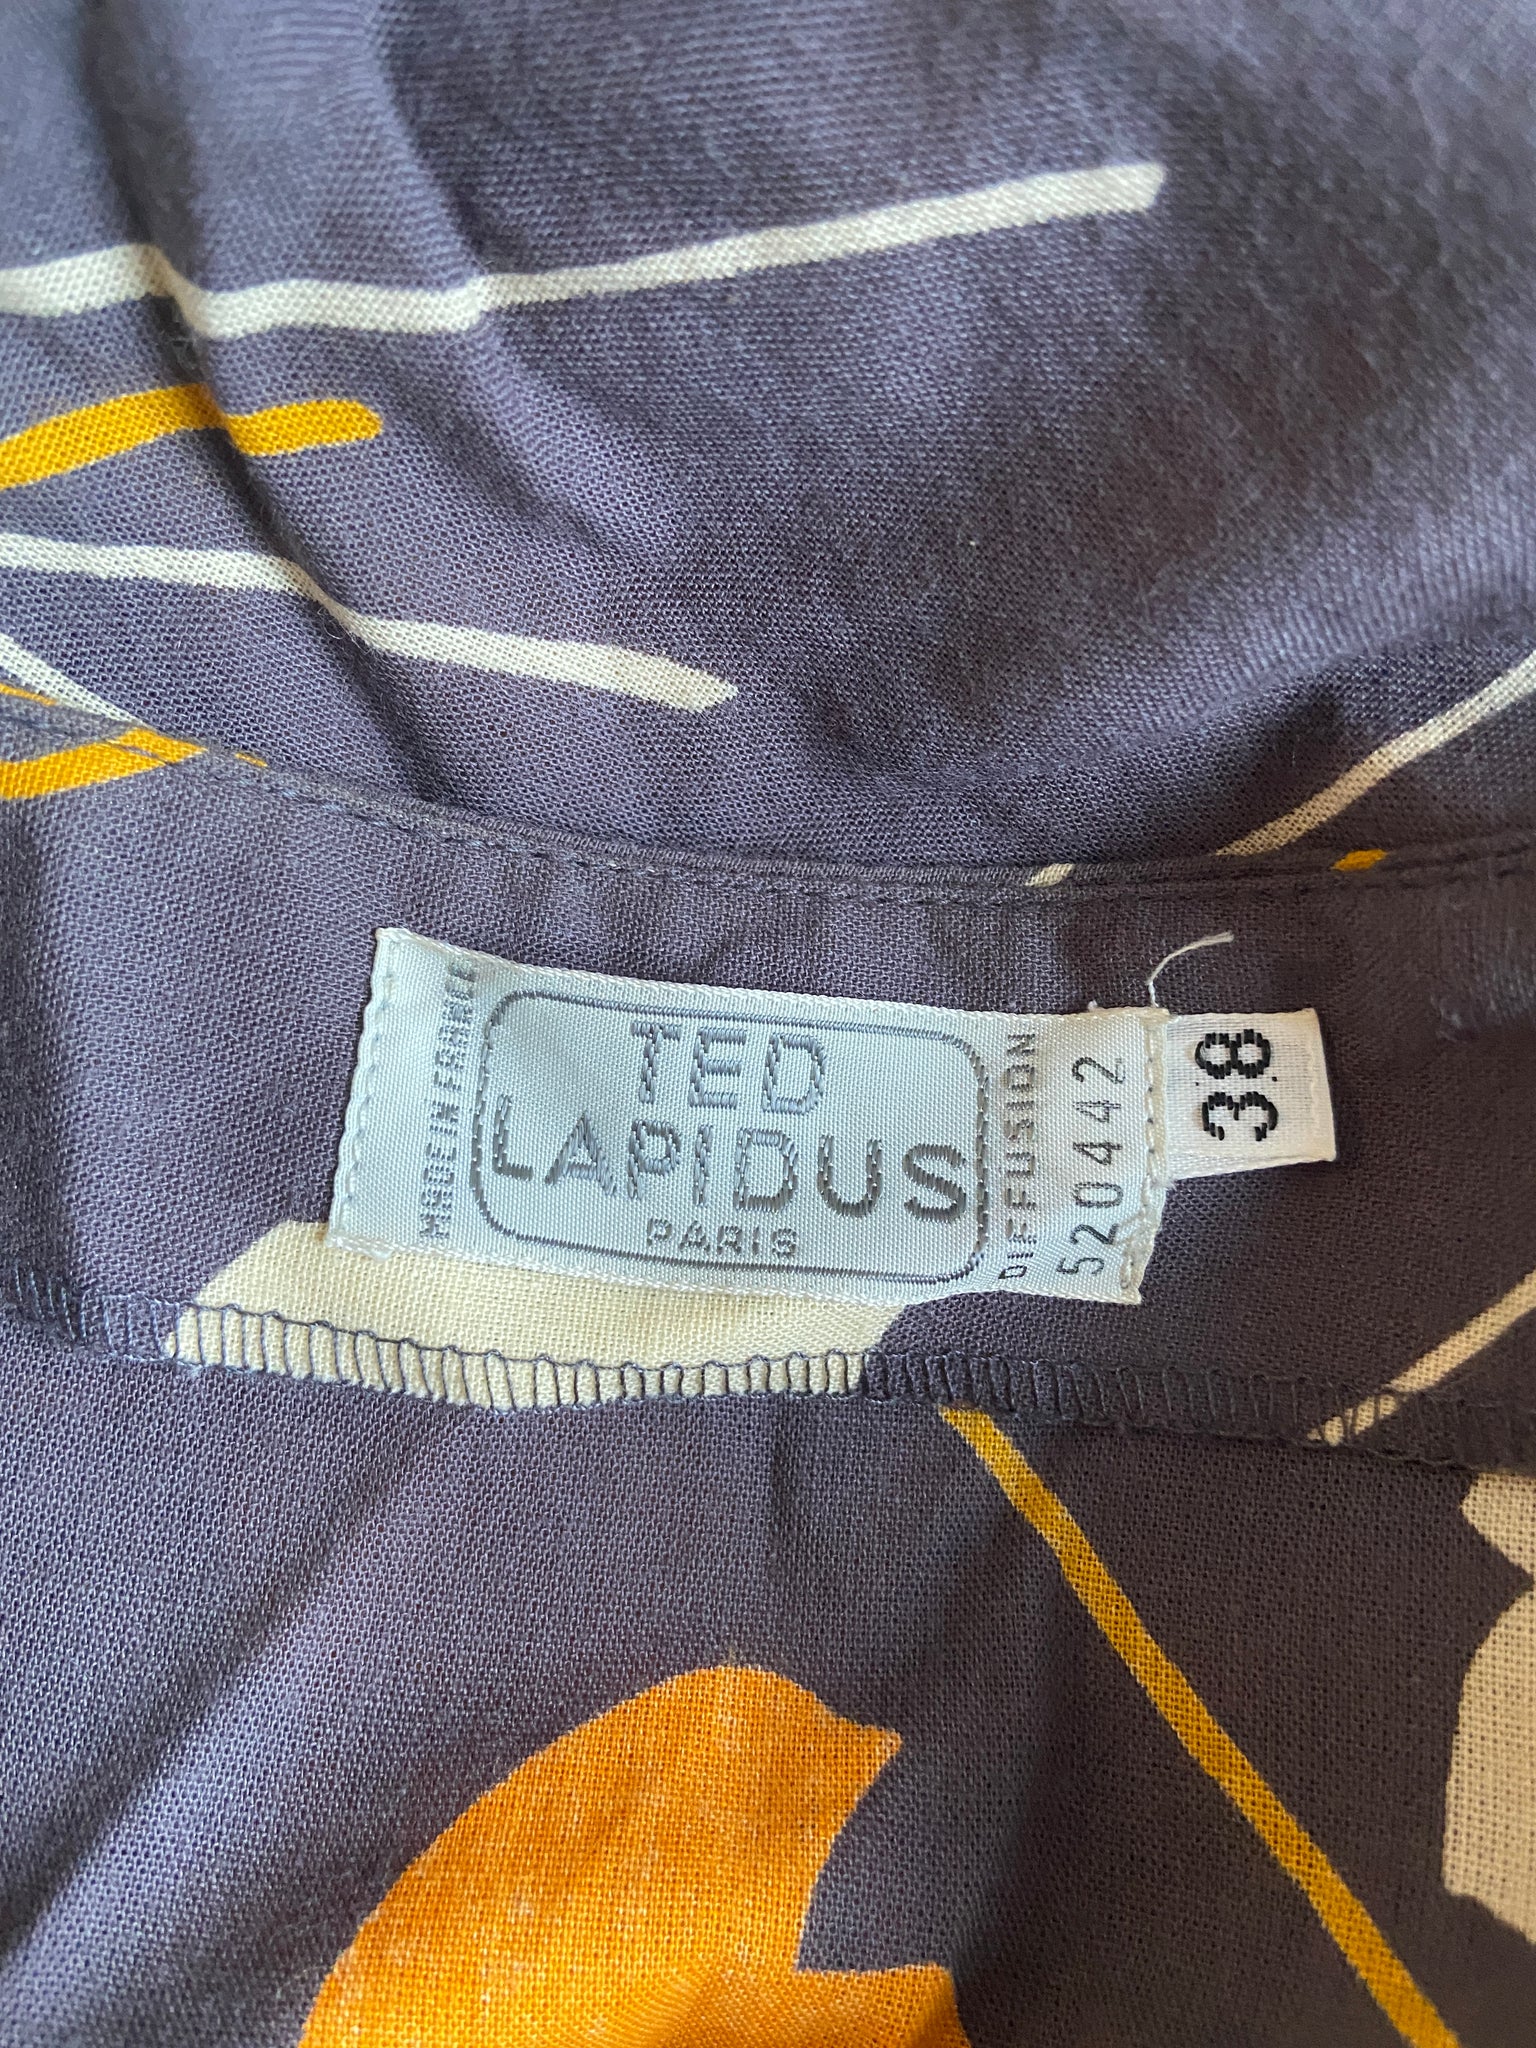 MADE IN FRANCE
TED
LAPIDUS
PARIS
DIFFUSION
520442
38